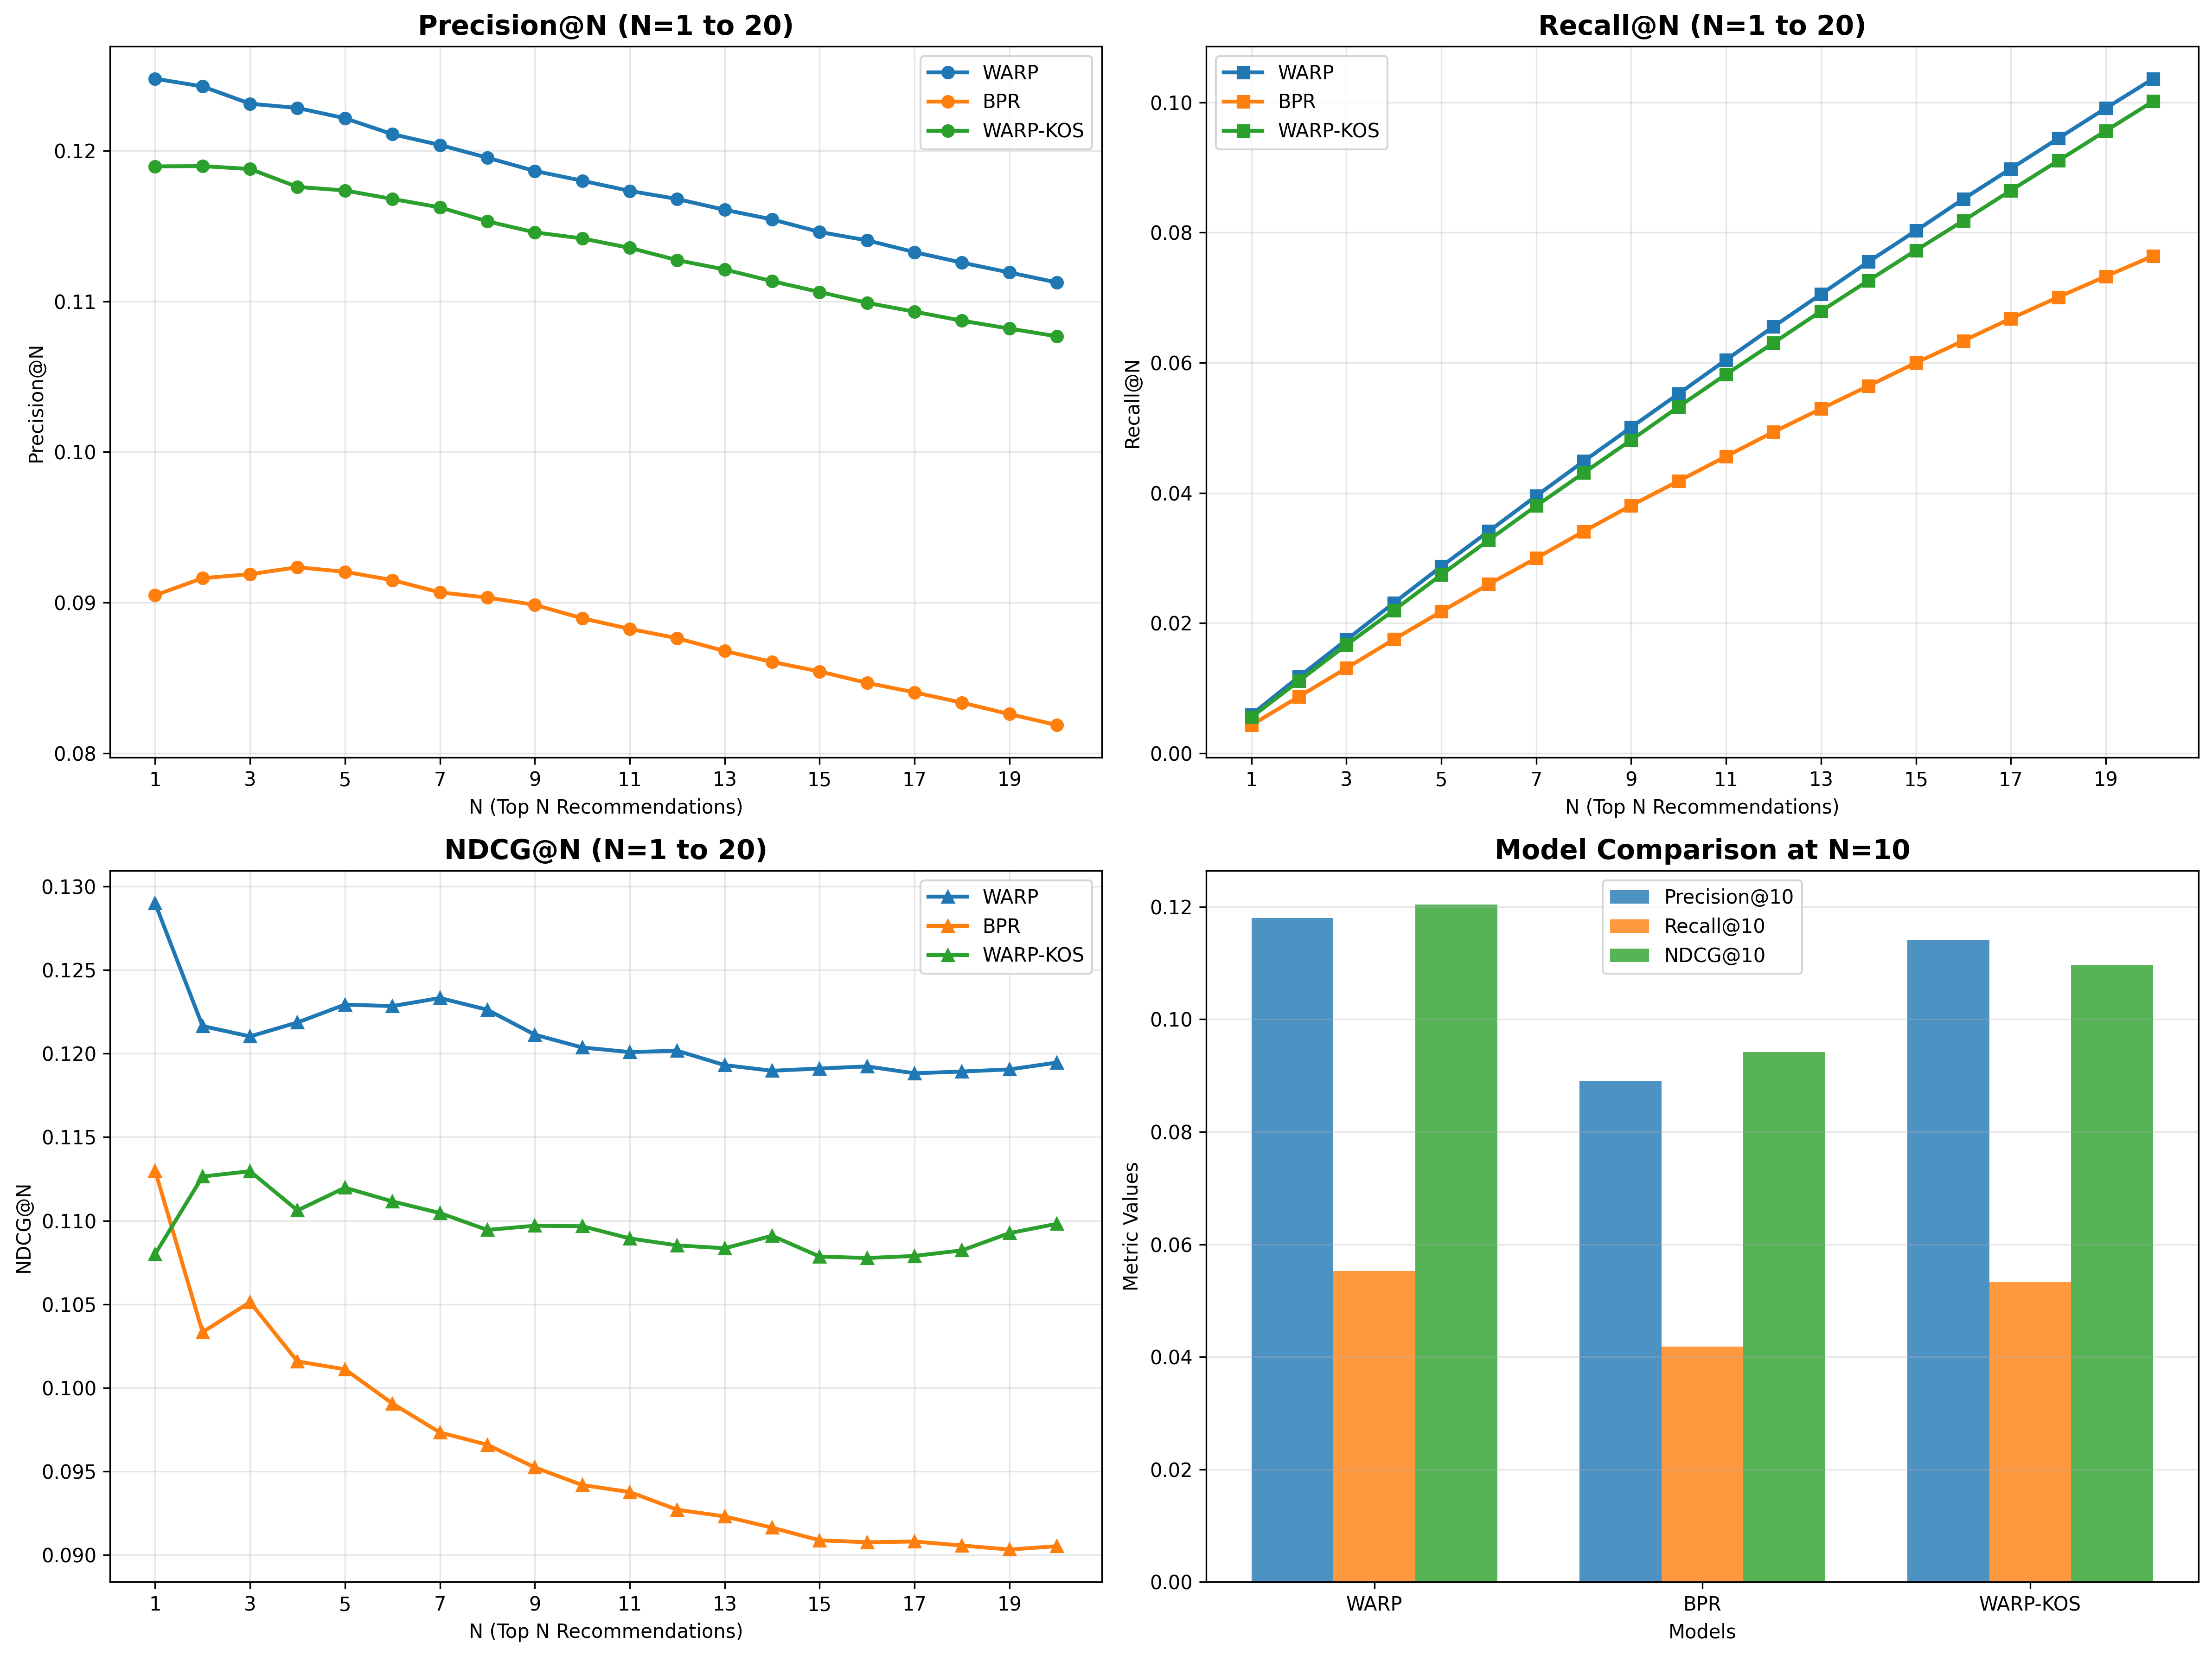 Precision@N (N=1 to 20)
WARP
BPR
WARP-KOS
0.12
0.11
0.10
0.09
0.08
Precision@N
1 3 5 7 9 11 13 15 17 19
N (Top N Recommendations)
Recall@N (N=1 to 20)
WARP
BPR
WARP-KOS
0.10
0.08
0.06
0.04
0.02
0.00
Recall@N
1 3 5 7 9 11 13 15 17 19
N (Top N Recommendations)
NDCG@N (N=1 to 20)
WARP
BPR
WARP-KOS
0.130
0.125
0.120
0.115
0.110
0.105
0.100
0.095
0.090
NDCG@N
1 3 5 7 9 11 13 15 17 19
N (Top N Recommendations)
Model Comparison at N=10
Precision@10
Recall@10
NDCG@10
0.12
0.10
0.08
0.06
0.04
0.02
0.00
Metric Values
WARP BPR WARP-KOS
Models